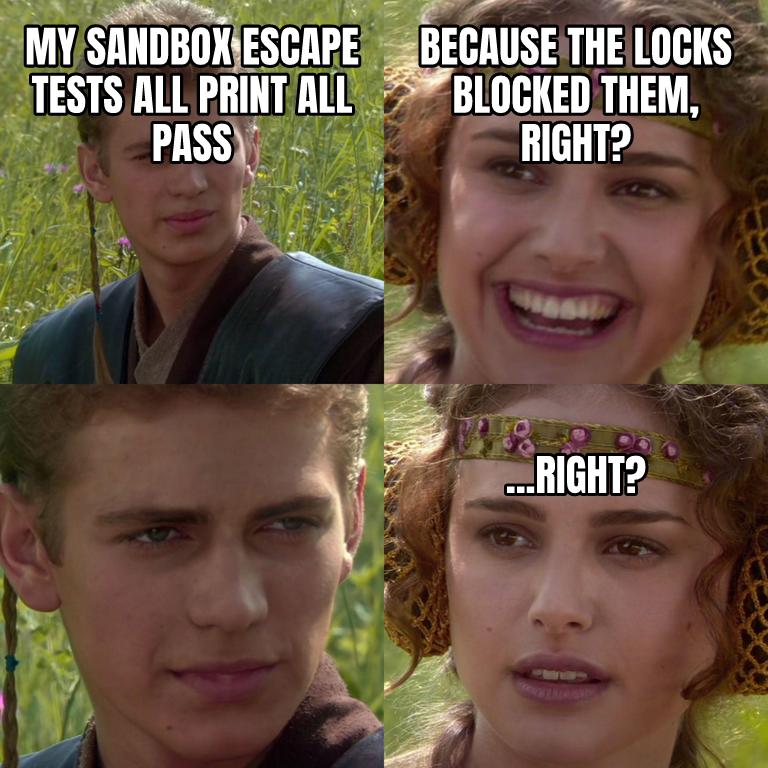 MY SANDBOX ESCAPE
TESTS ALL PRINT ALL
PASS
BECAUSE THE LOCKS
BLOCKED THEM,
RIGHT?
...RIGHT?